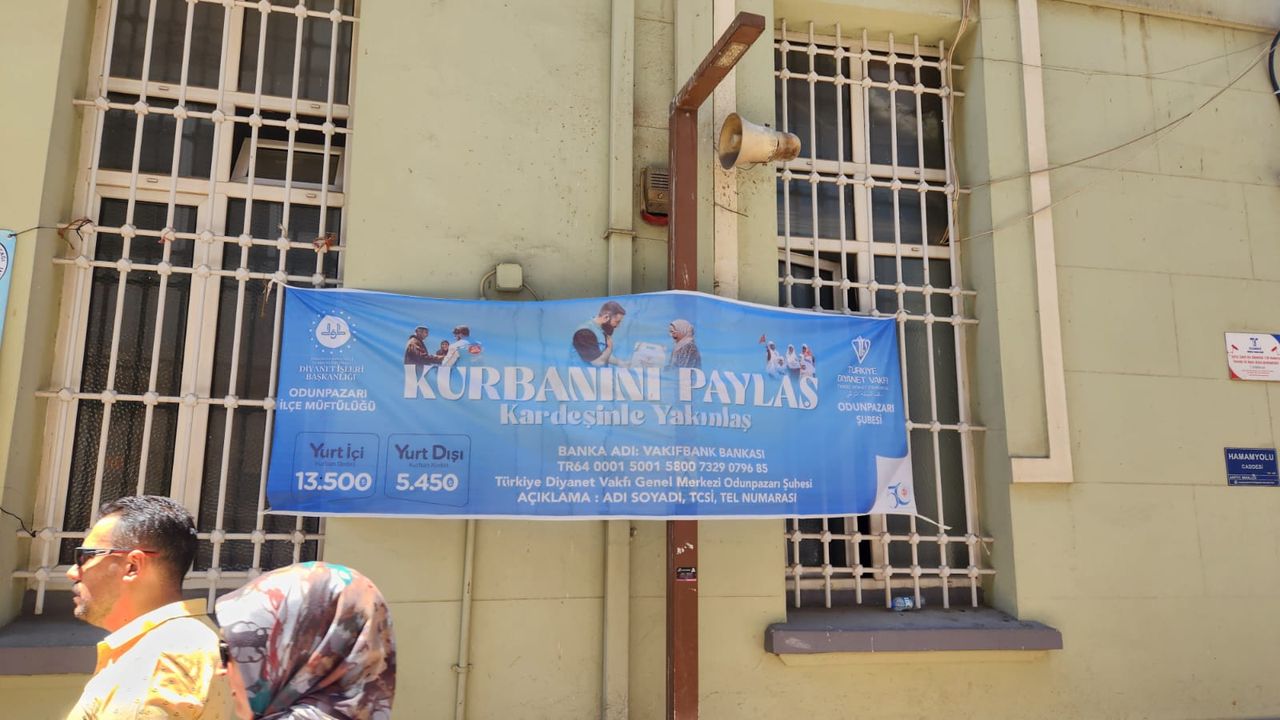 DİYANET İŞLERİ
BAŞKANLIĞI
ODUNPAZARI
İLÇE MÜFTÜLÜĞÜ
KURBANINI PAYLAŞ
Kardeşinle Yakınlaş
TÜRKİYE
DİYANET VAKFI
ODUNPAZARI
ŞUBESİ
Yurt İçi
13.500
Yurt Dışı
5.450
BANKA ADI: VAKIFBANK BANKASI
TR64 0001 5001 5800 7329 0796 85
Türkiye Diyanet Vakfı Genel Merkezi Odunpazarı Şuhesi
AÇIKLAMA : ADI SOYADI, TCSİ, TEL NUMARASI
HAMAMYOLU
CADDESİ